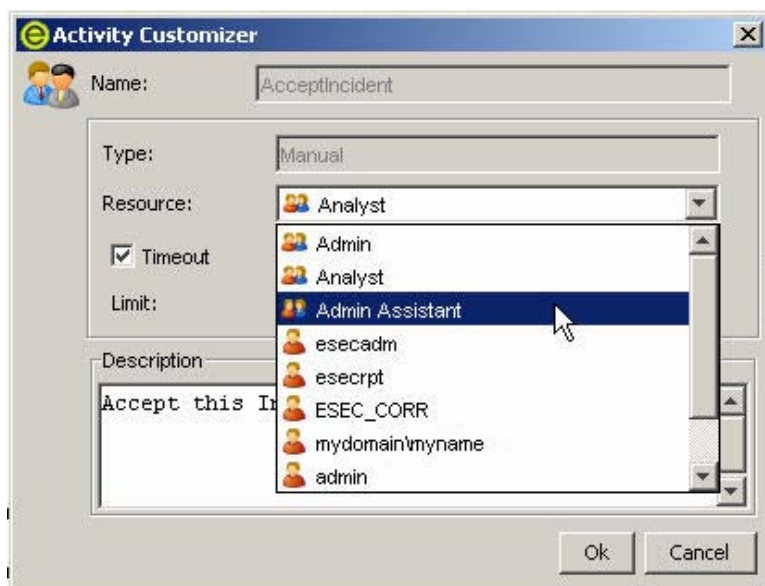 Activity Customizer
Name: AcceptIncident
Type: Manual
Resource: Analyst
Admin
Timeout
Analyst
Limit:
Admin Assistant
esecadm
Description
esecrpt
Accept this
ESEC_CORR
mydomain\myname
admin
Ok Cancel